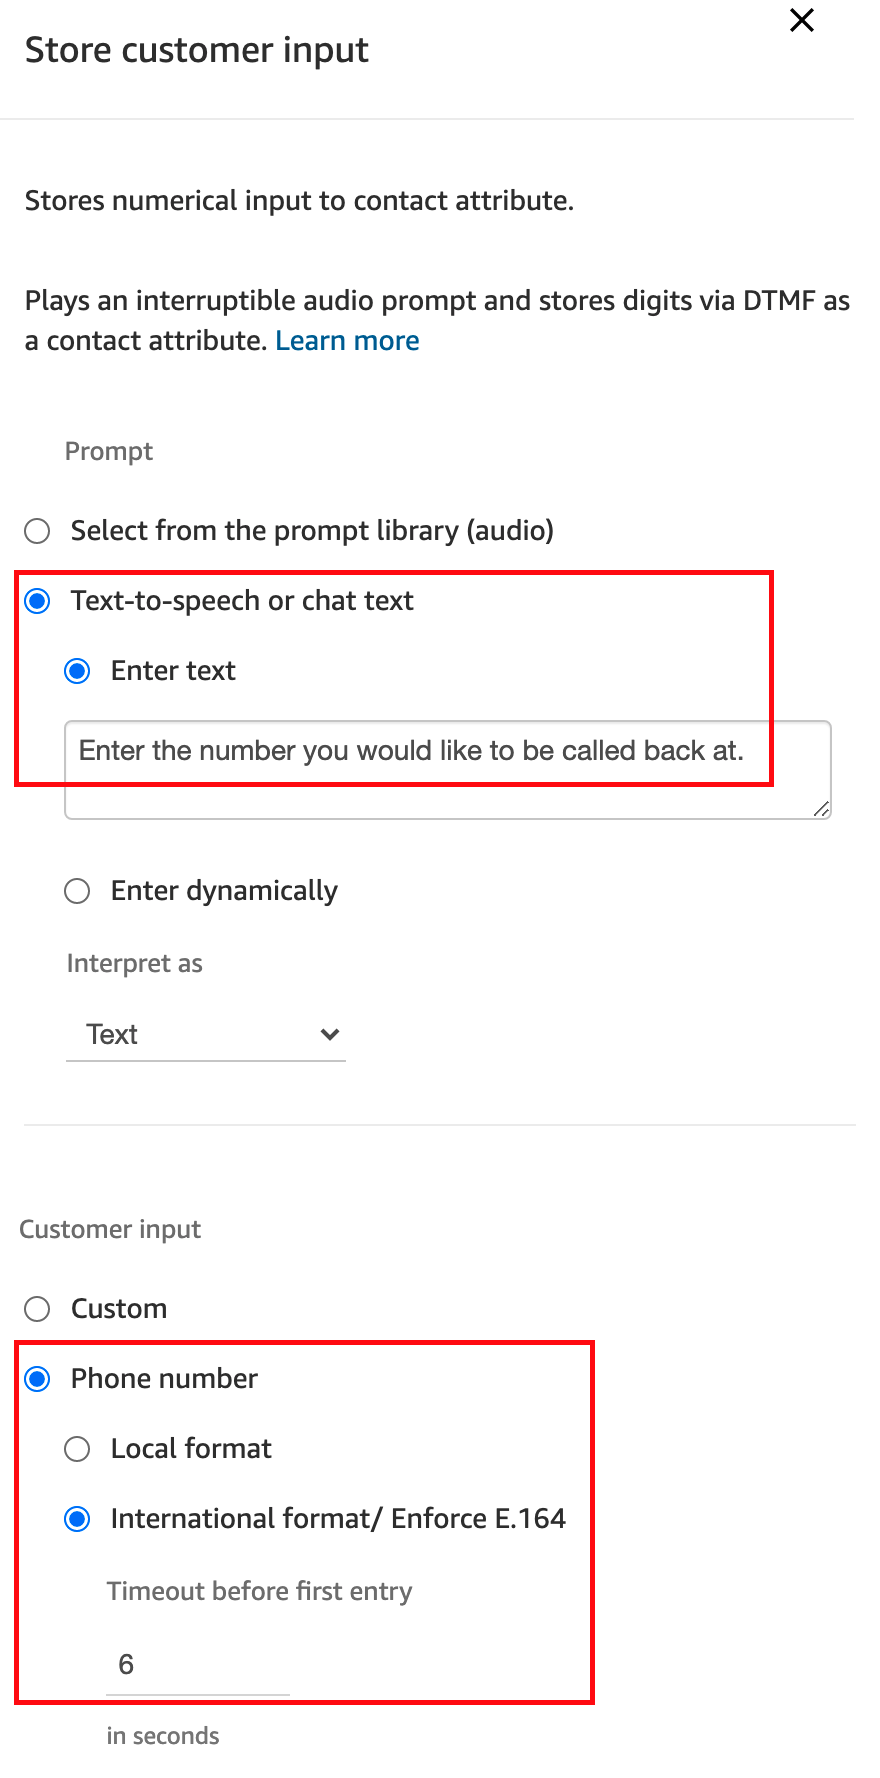 Store customer input
Stores numerical input to contact attribute.
Plays an interruptible audio prompt and stores digits via DTMF as
a contact attribute. Learn more
Prompt
Select from the prompt library (audio)
Text-to-speech or chat text
Enter text
Enter the number you would like to be called back at.
Enter dynamically
Interpret as
Text
Customer input
Custom
Phone number
Local format
International format/ Enforce E.164
Timeout before first entry
6
in seconds